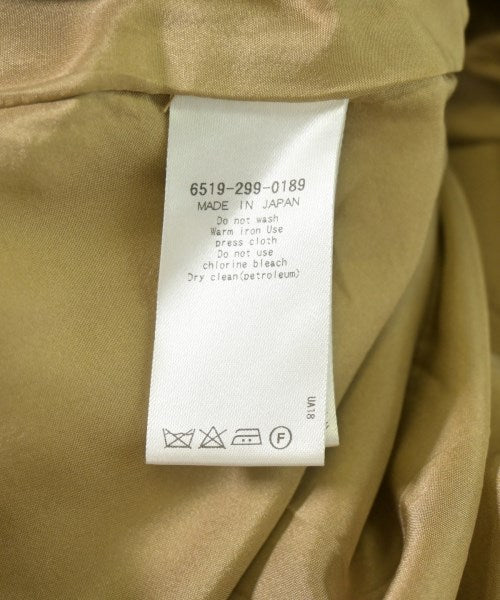 6519-299-0189
MADE IN JAPAN
Do not wash
Warm iron Use
press cloth
Do not use
chlorine bleach
Dry clean(petroleum)
UA18
F